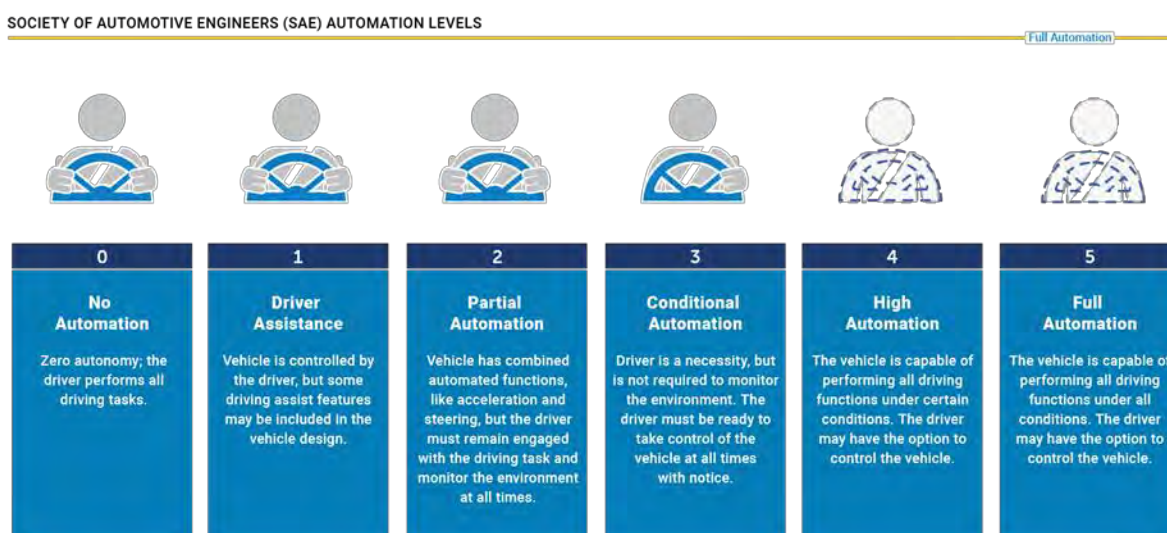 SOCIETY OF AUTOMOTIVE ENGINEERS (SAE) AUTOMATION LEVELS
Full Automation
0
No
Automation
Zero autonomy; the
driver performs all
driving tasks.
1
Driver
Assistance
Vehicle is controlled by
the driver, but some
driving assist features
may be included in the
vehicle design.
2
Partial
Automation
Vehicle has combined
automated functions,
like acceleration and
steering, but the driver
must remain engaged
with the driving task and
monitor the environment
at all times.
3
Conditional
Automation
Driver is a necessity, but
is not required to monitor
the environment. The
driver must be ready to
take control of the
vehicle at all times
with notice.
4
High
Automation
The vehicle is capable of
performing all driving
functions under certain
conditions. The driver
may have the option to
control the vehicle.
5
Full
Automation
The vehicle is capable of
performing all driving
functions under all
conditions. The driver
may have the option to
control the vehicle.